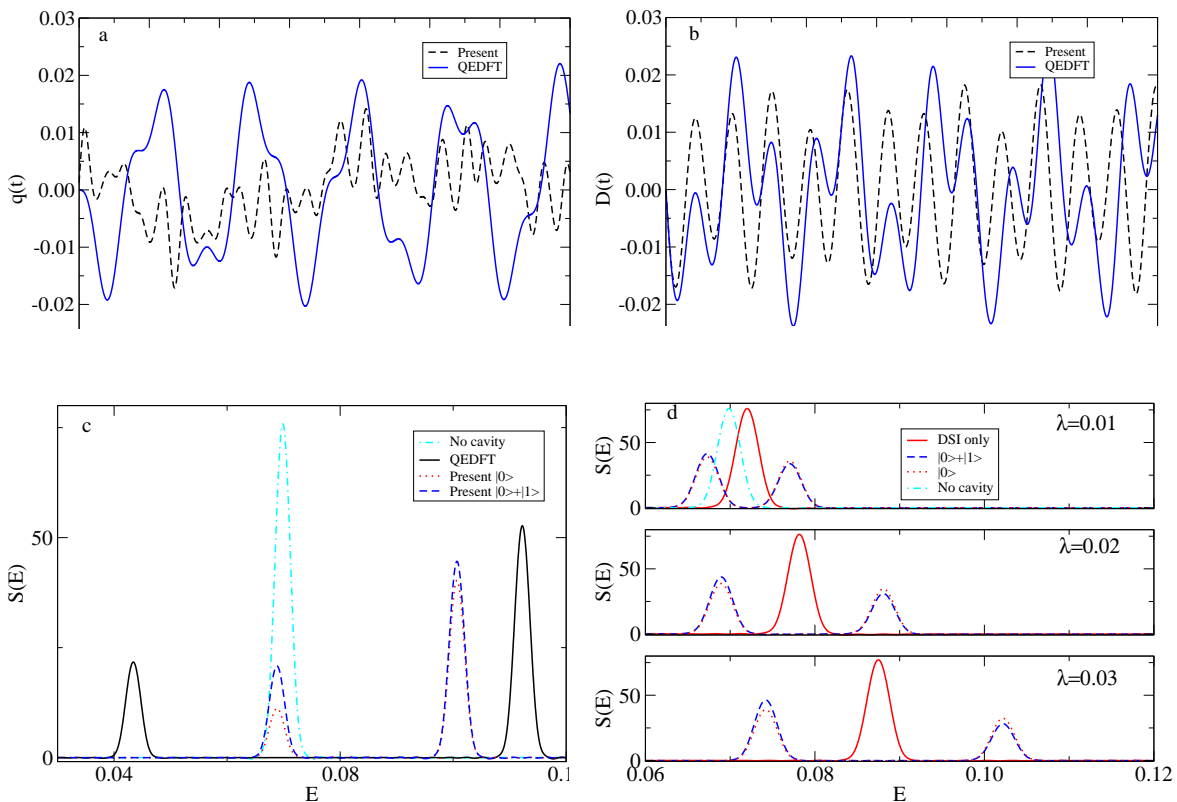 0.03
0.02
0.01
0.00
-0.01
-0.02
q(t)
a
Present
QEDFT
0.03
0.02
0.01
0.00
-0.01
-0.02
D(t)
b
Present
QEDFT
50
0
S(E)
c
No cavity
QEDFT
Present |0>
Present |0>+|1>
0.04
0.08
0.1
E
d
λ=0.01
50
0
S(E)
DSI only
|0>+|1>
|0>
No cavity
λ=0.02
50
0
S(E)
λ=0.03
50
0
S(E)
0.06
0.08
0.10
0.12
E